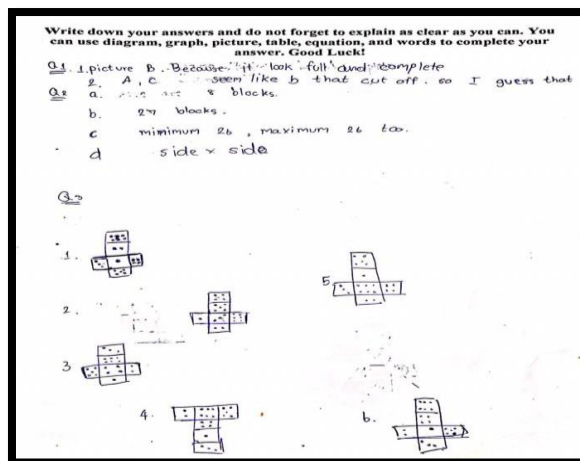 Write down your answers and do not forget to explain as clear as you can. You
can use diagram, graph, picture, table, equation, and words to complete your
answer. Good Luck!
Q1. 1. picture B. Because it look full and complete
2. A, C seem like b that cut off. so I guess that
Q2 a. 8 blocks.
b. 27 blocks.
c mimimum 26, maximum 26 too.
d side x side
Q3
1.
5.
2.
3
4.
6.